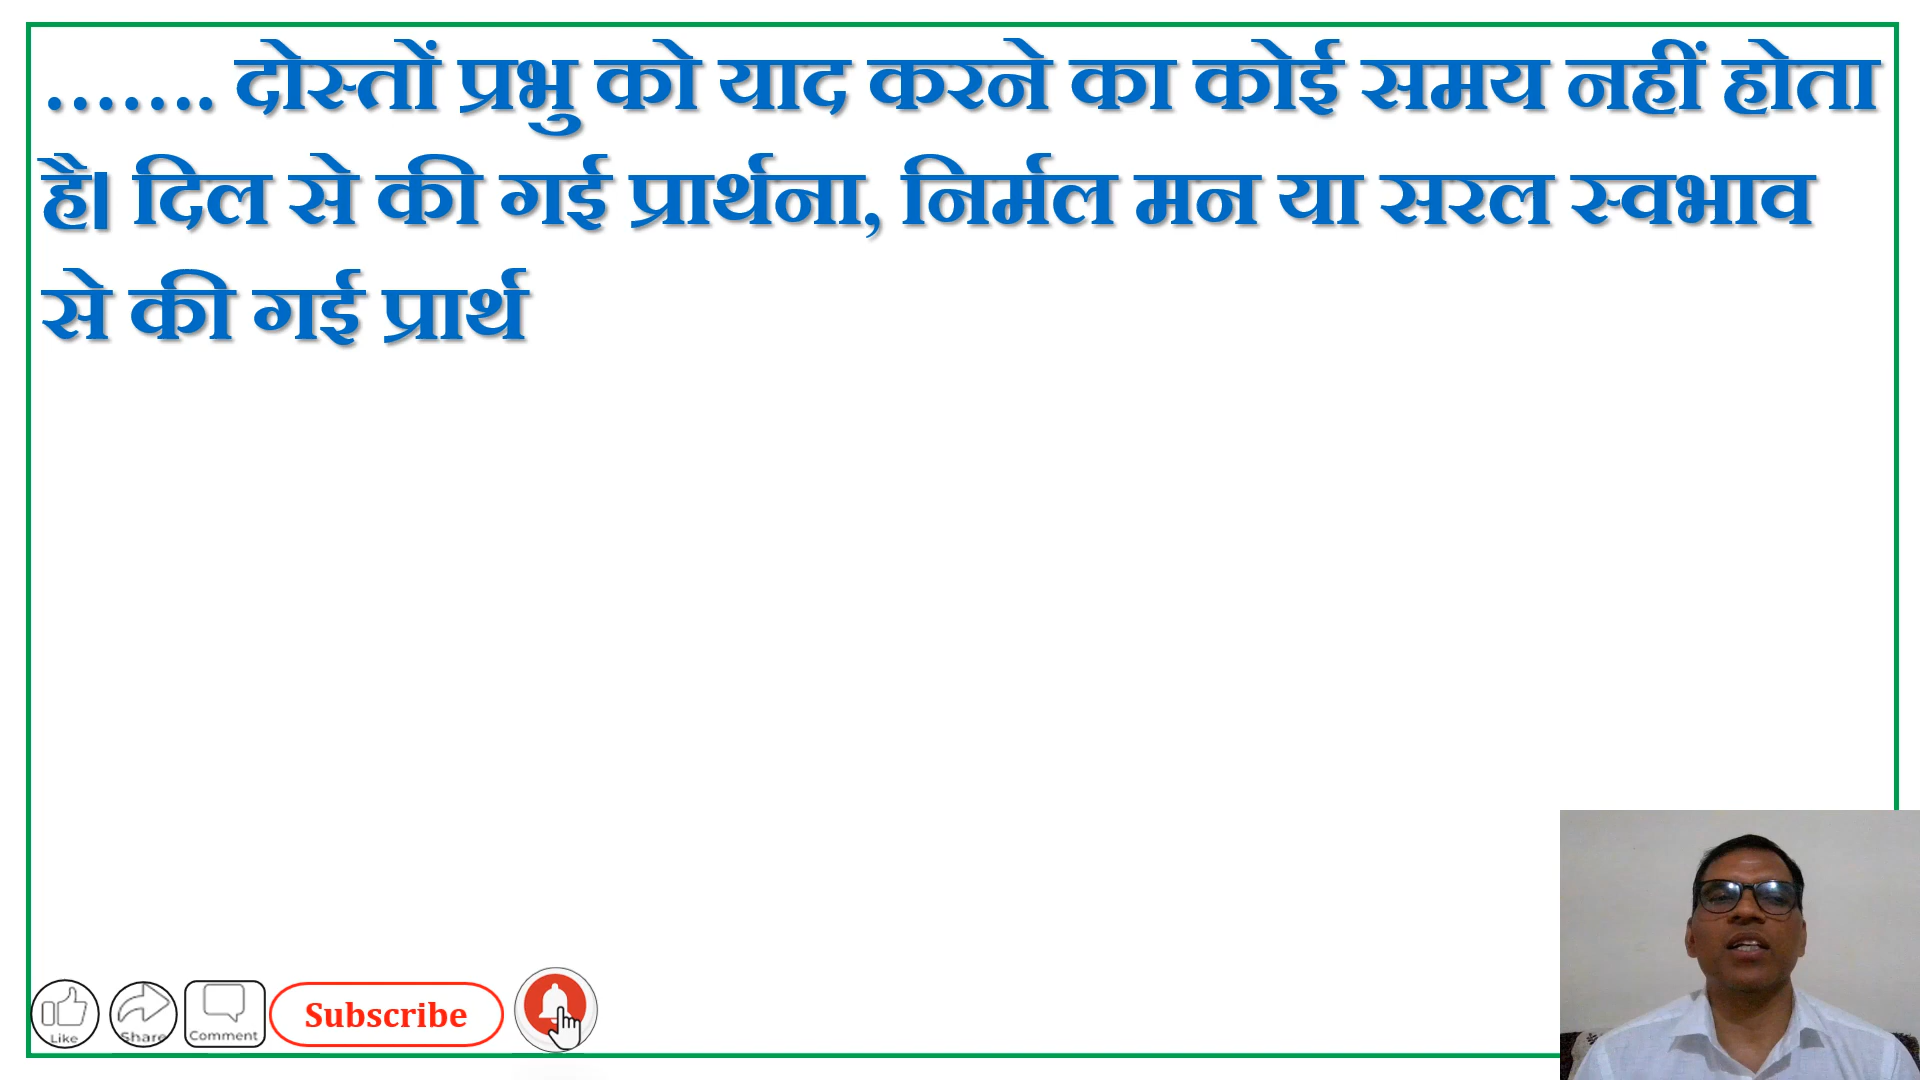 ....... दोस्तों प्रभु को याद करने का कोई समय नहीं होता
है। दिल से की गई प्रार्थना, निर्मल मन या सरल स्वभाव
से की गई प्रार्थ
Like
Share
Comment
Subscribe